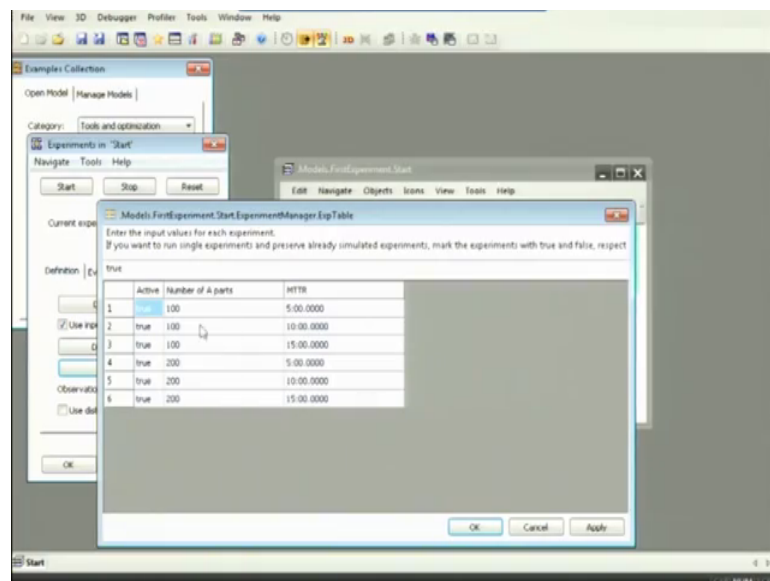 File View 3D Debugger Profiler Tools Window Help
Examples Collection
Open Model Manage Models
Category: Tools and optimization
Experiments in 'Start'
Navigate Tools Help
Start Stop Reset
.Models.FirstExperiment.Start
Edit Navigate Objects Icons View Tools Help
Current expe
.Models.FirstExperiment.Start.ExperimentManager.ExpTable
Enter the input values for each experiment.
If you want to run single experiments and preserve already simulated experiments, mark the experiments with true and false, respect
Definition Ev
true
Active Number of A parts MTTR
1 true 100 5:00.0000
2 true 100 10:00.0000
3 true 100 15:00.0000
4 true 200 5:00.0000
5 true 200 10:00.0000
6 true 200 15:00.0000
Use inp
D
Observatio
Use dist
OK
OK Cancel Apply
Start